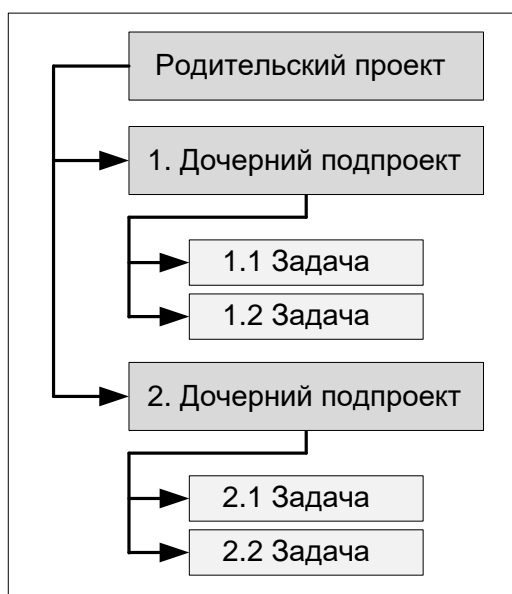 Родительский проект
1. Дочерний подпроект
1.1 Задача
1.2 Задача
2. Дочерний подпроект
2.1 Задача
2.2 Задача